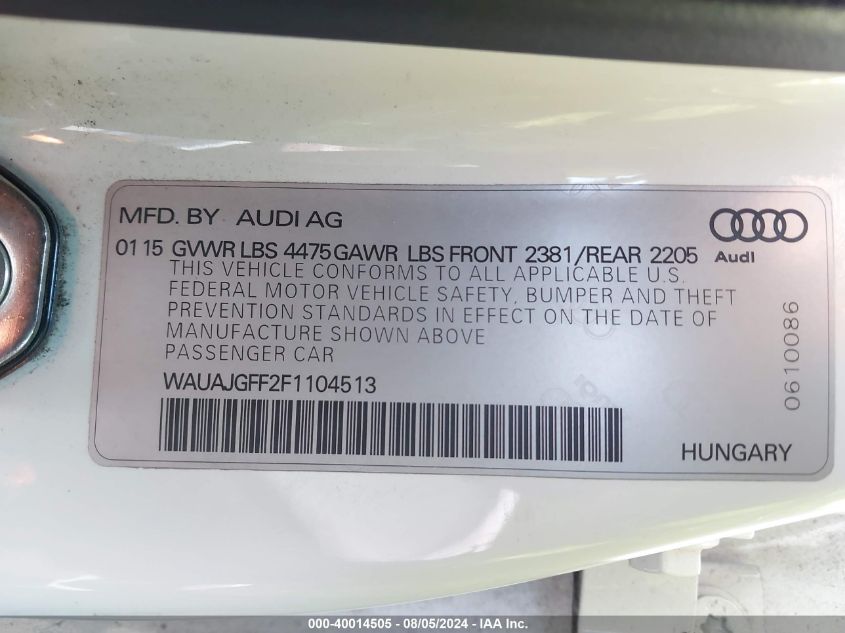 MFD. BY AUDI AG
01 15 GVWR LBS 4475 GAWR LBS FRONT 2381/REAR 2205
Audi
THIS VEHICLE CONFORMS TO ALL APPLICABLE U.S.
FEDERAL MOTOR VEHICLE SAFETY, BUMPER AND THEFT
PREVENTION STANDARDS IN EFFECT ON THE DATE OF
MANUFACTURE SHOWN ABOVE
PASSENGER CAR
WAUAJGFF2F1104513
0610086
HUNGARY
000-40014505 - 08/05/2024 - IAA Inc.